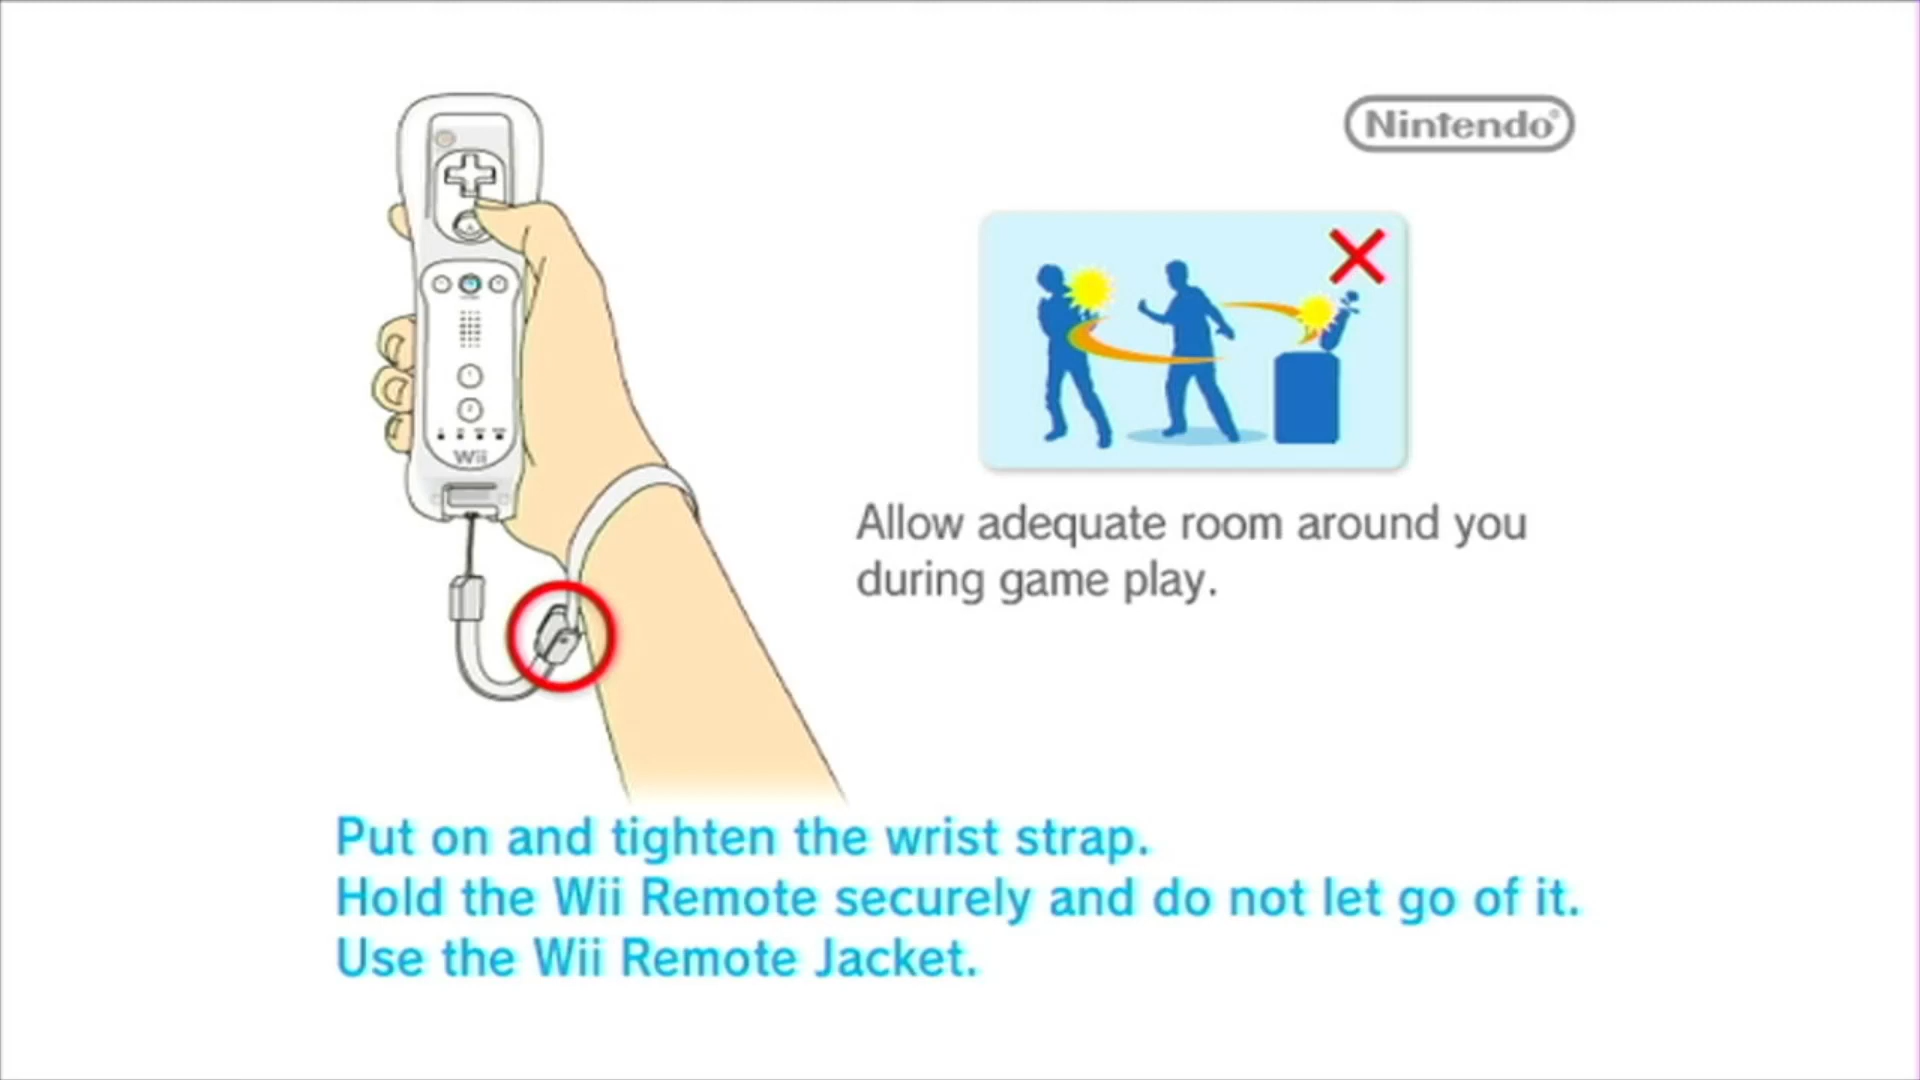 Nintendo®
Wii
Allow adequate room around you
during game play.
Put on and tighten the wrist strap.
Hold the Wii Remote securely and do not let go of it.
Use the Wii Remote Jacket.